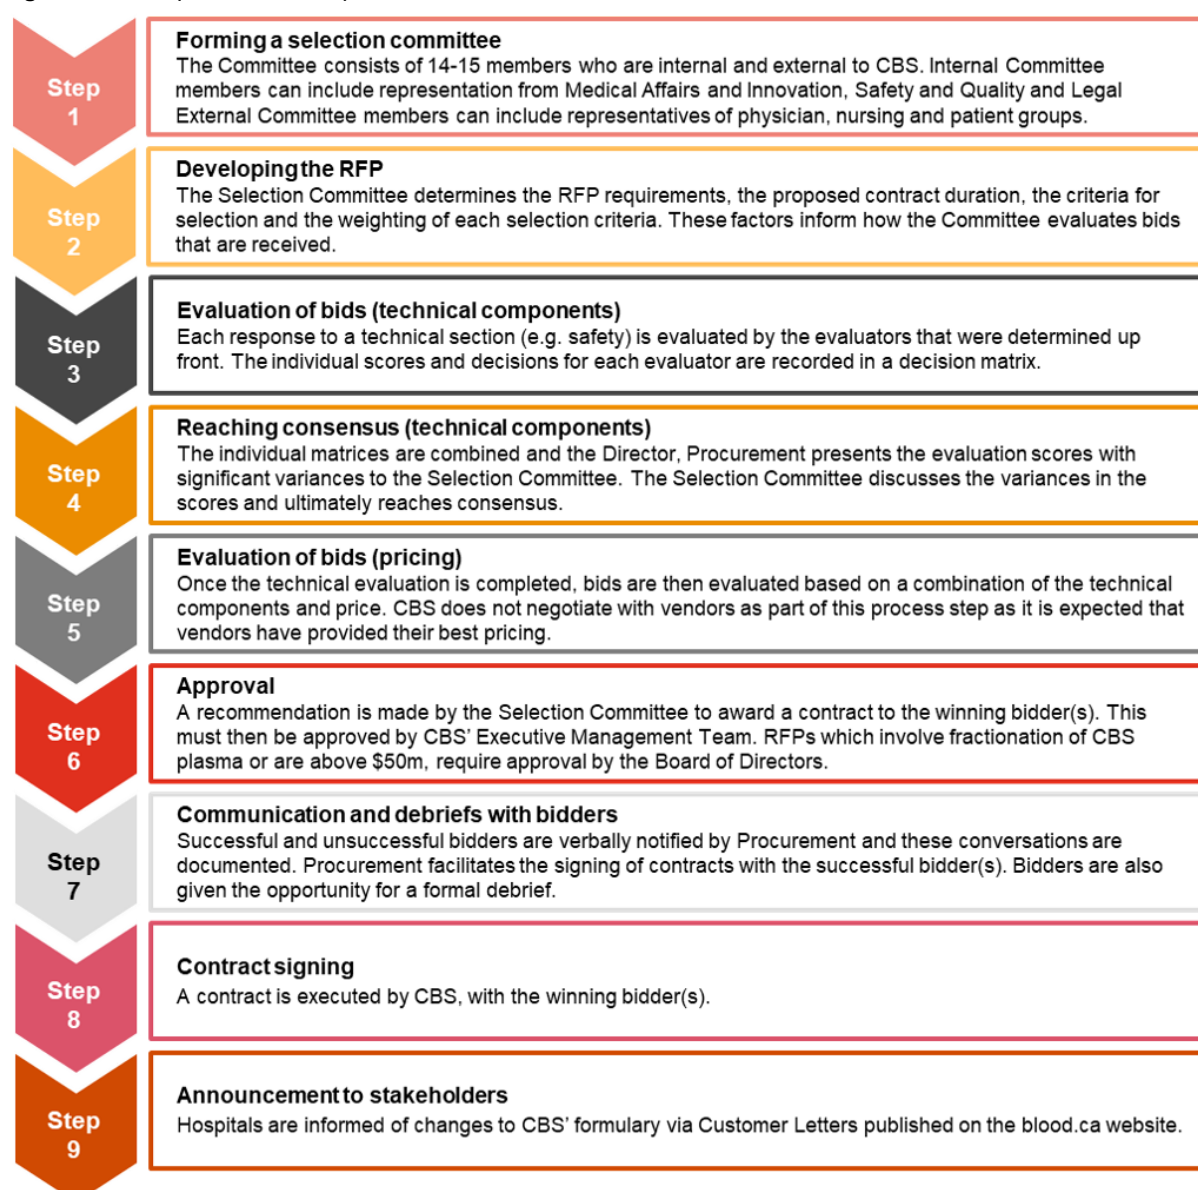 Step
1
Forming a selection committee
The Committee consists of 14-15 members who are internal and external to CBS. Internal Committee
members can include representation from Medical Affairs and Innovation, Safety and Quality and Legal
External Committee members can include representatives of physician, nursing and patient groups.
Step
2
Developing the RFP
The Selection Committee determines the RFP requirements, the proposed contract duration, the criteria for
selection and the weighting of each selection criteria. These factors inform how the Committee evaluates bids
that are received.
Step
3
Evaluation of bids (technical components)
Each response to a technical section (e.g. safety) is evaluated by the evaluators that were determined up
front. The individual scores and decisions for each evaluator are recorded in a decision matrix.
Step
4
Reaching consensus (technical components)
The individual matrices are combined and the Director, Procurement presents the evaluation scores with
significant variances to the Selection Committee. The Selection Committee discusses the variances in the
scores and ultimately reaches consensus.
Step
5
Evaluation of bids (pricing)
Once the technical evaluation is completed, bids are then evaluated based on a combination of the technical
components and price. CBS does not negotiate with vendors as part of this process step as it is expected that
vendors have provided their best pricing.
Step
6
Approval
A recommendation is made by the Selection Committee to award a contract to the winning bidder(s). This
must then be approved by CBS' Executive Management Team. RFPs which involve fractionation of CBS
plasma or are above $50m, require approval by the Board of Directors.
Step
7
Communication and debriefs with bidders
Successful and unsuccessful bidders are verbally notified by Procurement and these conversations are
documented. Procurement facilitates the signing of contracts with the successful bidder(s). Bidders are also
given the opportunity for a formal debrief.
Step
8
Contract signing
A contract is executed by CBS, with the winning bidder(s).
Step
9
Announcement to stakeholders
Hospitals are informed of changes to CBS' formulary via Customer Letters published on the blood.ca website.